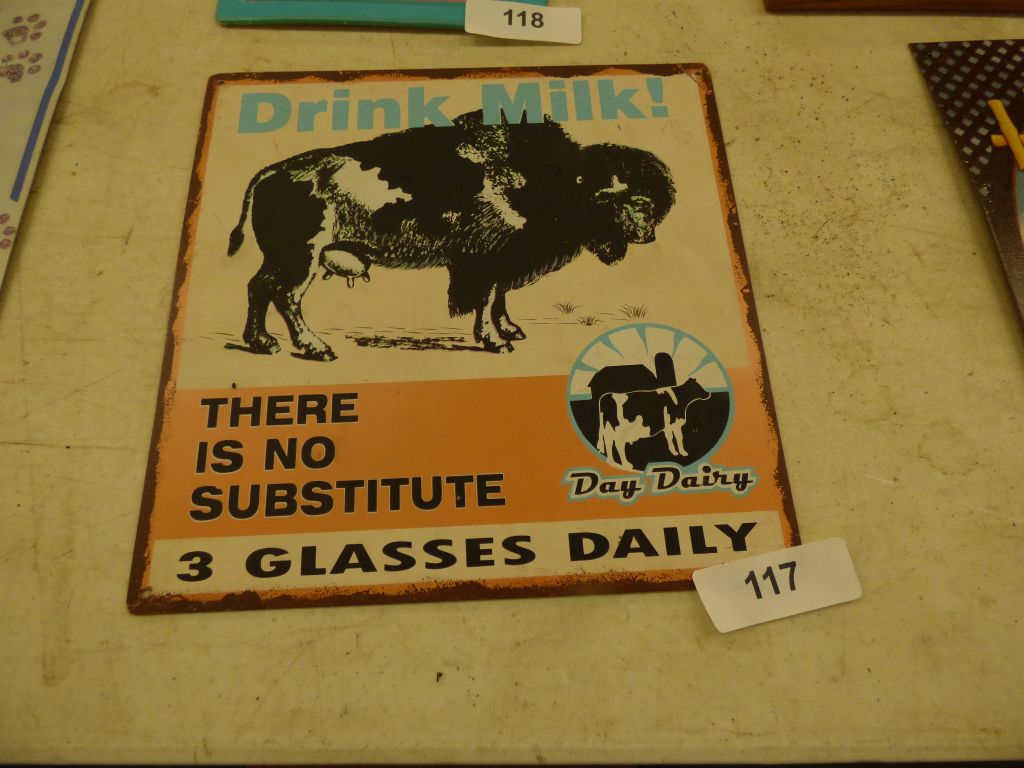 118
Drink Milk!
THERE
IS NO
SUBSTITUTE
Day Dairy
3 GLASSES DAILY
117